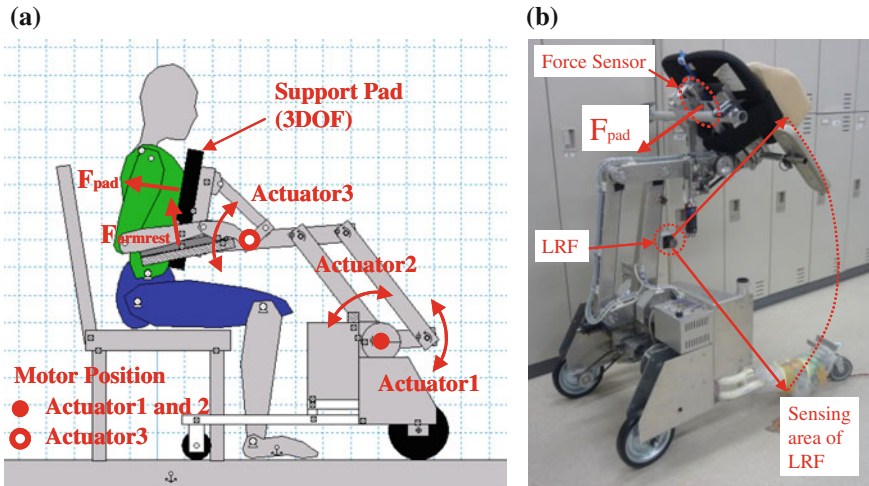 (a)
Support Pad
(3DOF)
Fpad
Actuator3
Farmrest
Actuator2
Actuator1
Motor Position
Actuator1 and 2
Actuator3
(b)
Force Sensor
Fpad
LRF
Sensing
area of
LRF